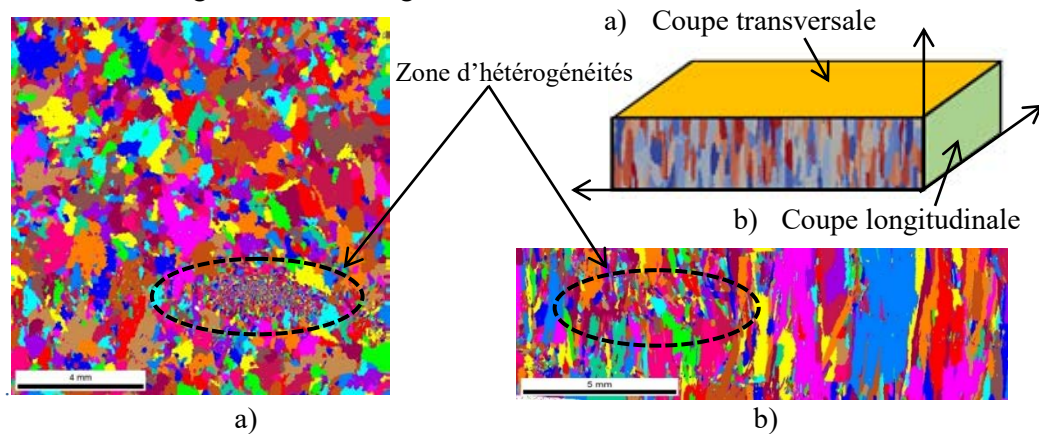 a) Coupe transversale
Zone d’hétérogénéités
b) Coupe longitudinale
4 mm
5 mm
a)
b)